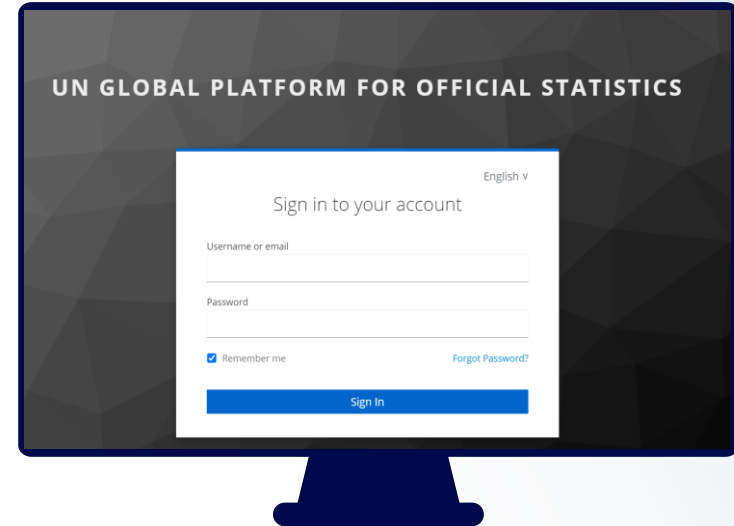 UN GLOBAL PLATFORM FOR OFFICIAL STATISTICS
English v
Sign in to your account
Username or email
Password
Remember me Forgot Password?
Sign In